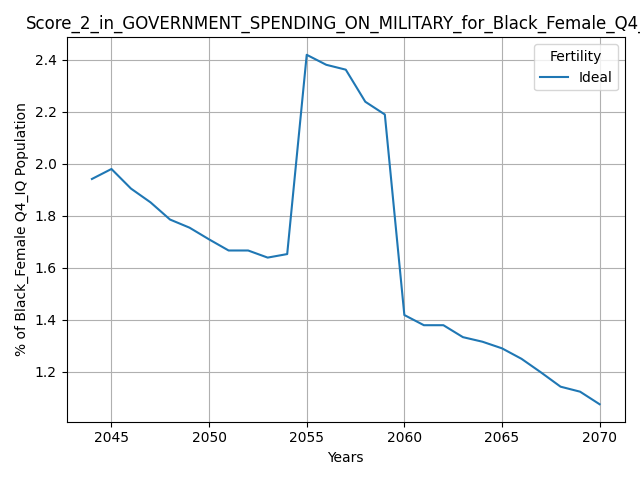 Score_2_in_GOVERNMENT_SPENDING_ON_MILITARY_for_Black_Female_Q4_
Fertility
Ideal
% of Black_Female Q4_IQ Population
2.4
2.2
2.0
1.8
1.6
1.4
1.2
2045 2050 2055 2060 2065 2070
Years